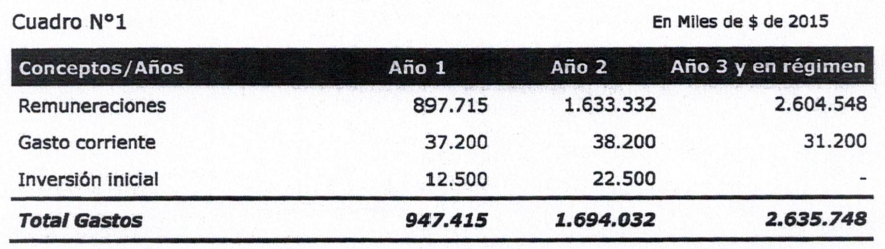 Cuadro Nº1 En Miles de $ de 2015
Conceptos/Años Año 1 Año 2 Año 3 y en régimen
Remuneraciones 897.715 1.633.332 2.604.548
Gasto corriente 37.200 38.200 31.200
Inversión inicial 12.500 22.500 -
Total Gastos 947.415 1.694.032 2.635.748